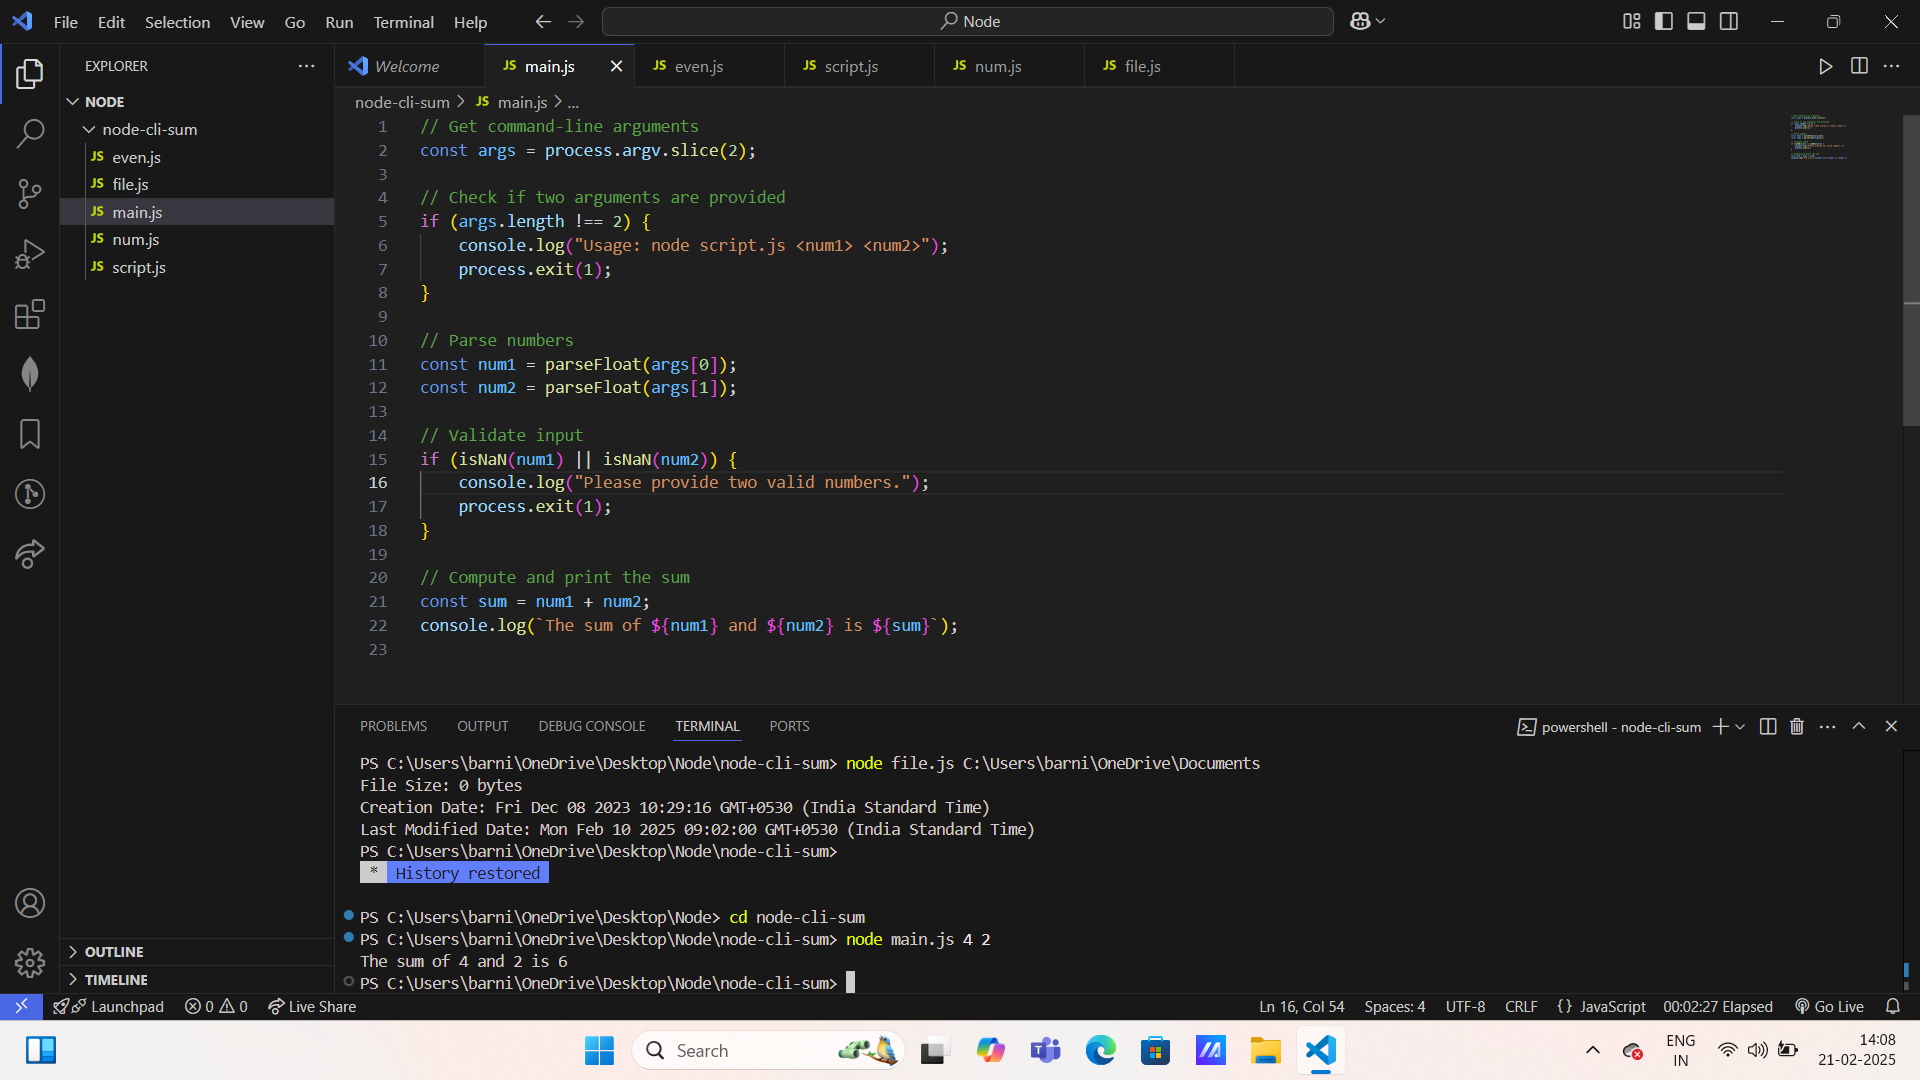 File Edit Selection View Go Run Terminal Help
Node
EXPLORER
NODE
node-cli-sum
JS even.js
JS file.js
JS main.js
JS num.js
JS script.js
OUTLINE
TIMELINE
Welcome
JS main.js
JS even.js
JS script.js
JS num.js
JS file.js
node-cli-sum > JS main.js > ...
1 // Get command-line arguments
2 const args = process.argv.slice(2);
3
4 // Check if two arguments are provided
5 if (args.length !== 2) {
6 console.log("Usage: node script.js <num1> <num2>");
7 process.exit(1);
8 }
9
10 // Parse numbers
11 const num1 = parseFloat(args[0]);
12 const num2 = parseFloat(args[1]);
13
14 // Validate input
15 if (isNaN(num1) || isNaN(num2)) {
16 console.log("Please provide two valid numbers.");
17 process.exit(1);
18 }
19
20 // Compute and print the sum
21 const sum = num1 + num2;
22 console.log(`The sum of ${num1} and ${num2} is ${sum}`);
23
PROBLEMS OUTPUT DEBUG CONSOLE TERMINAL PORTS
powershell - node-cli-sum
PS C:\Users\barni\OneDrive\Desktop\Node\node-cli-sum> node file.js C:\Users\barni\OneDrive\Documents
File Size: 0 bytes
Creation Date: Fri Dec 08 2023 10:29:16 GMT+0530 (India Standard Time)
Last Modified Date: Mon Feb 10 2025 09:02:00 GMT+0530 (India Standard Time)
PS C:\Users\barni\OneDrive\Desktop\Node\node-cli-sum>
* History restored
PS C:\Users\barni\OneDrive\Desktop\Node> cd node-cli-sum
PS C:\Users\barni\OneDrive\Desktop\Node\node-cli-sum> node main.js 4 2
The sum of 4 and 2 is 6
PS C:\Users\barni\OneDrive\Desktop\Node\node-cli-sum>
Launchpad 0 0 Live Share
Ln 16, Col 54 Spaces: 4 UTF-8 CRLF {} JavaScript 00:02:27 Elapsed Go Live
Search
ENG
IN
14:08
21-02-2025